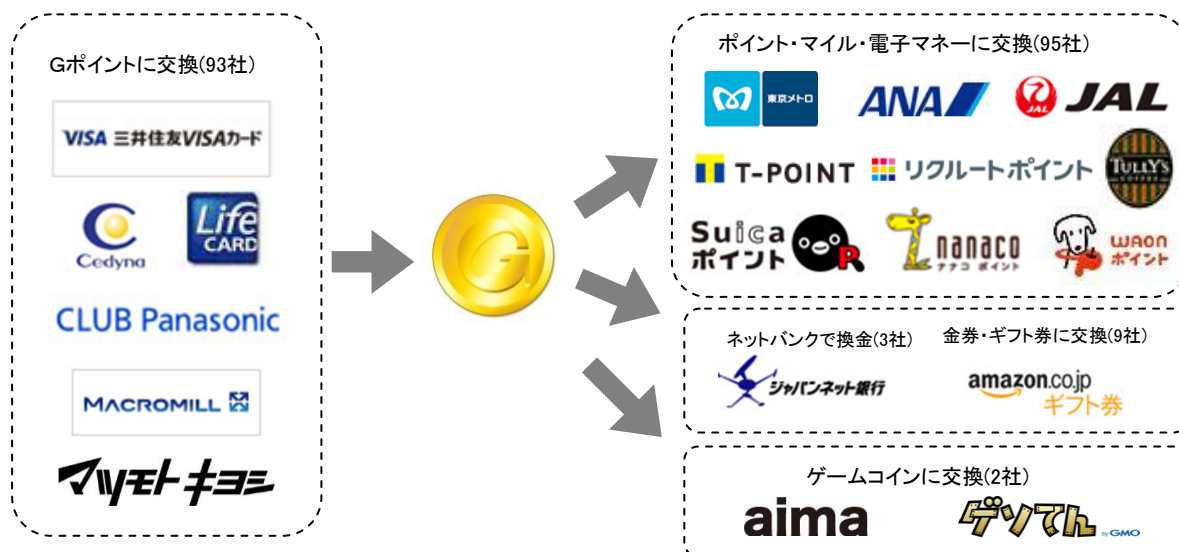 Gポイントに交換(93社)
VISA 三井住友VISAカード
Cedyna
Life
CARD
CLUB Panasonic
MACROMILL
マツモトキヨシ
G
ポイント・マイル・電子マネーに交換(95社)
東京メトロ
ANA
JAL
JAL
T-POINT
リクルートポイント
TULLY'S
COFFEE
Suica
ポイント
R
nanaco
ナナコ ポイント
WAON
ポイント
ネットバンクで換金(3社)
ジャパンネット銀行
金券・ギフト券に交換(9社)
amazon.co.jp
ギフト券
ゲームコインに交換(2社)
aima
ゲソてん by GMO